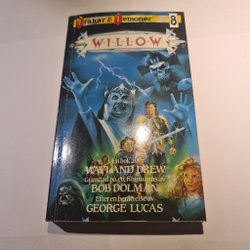 Drakar & Demoner 8
WILLOW
En bok av
WAYLAND DREW
Grundad på ett filmmanus av
BOB DOLMAN
Efter en berättelse av
GEORGE LUCAS